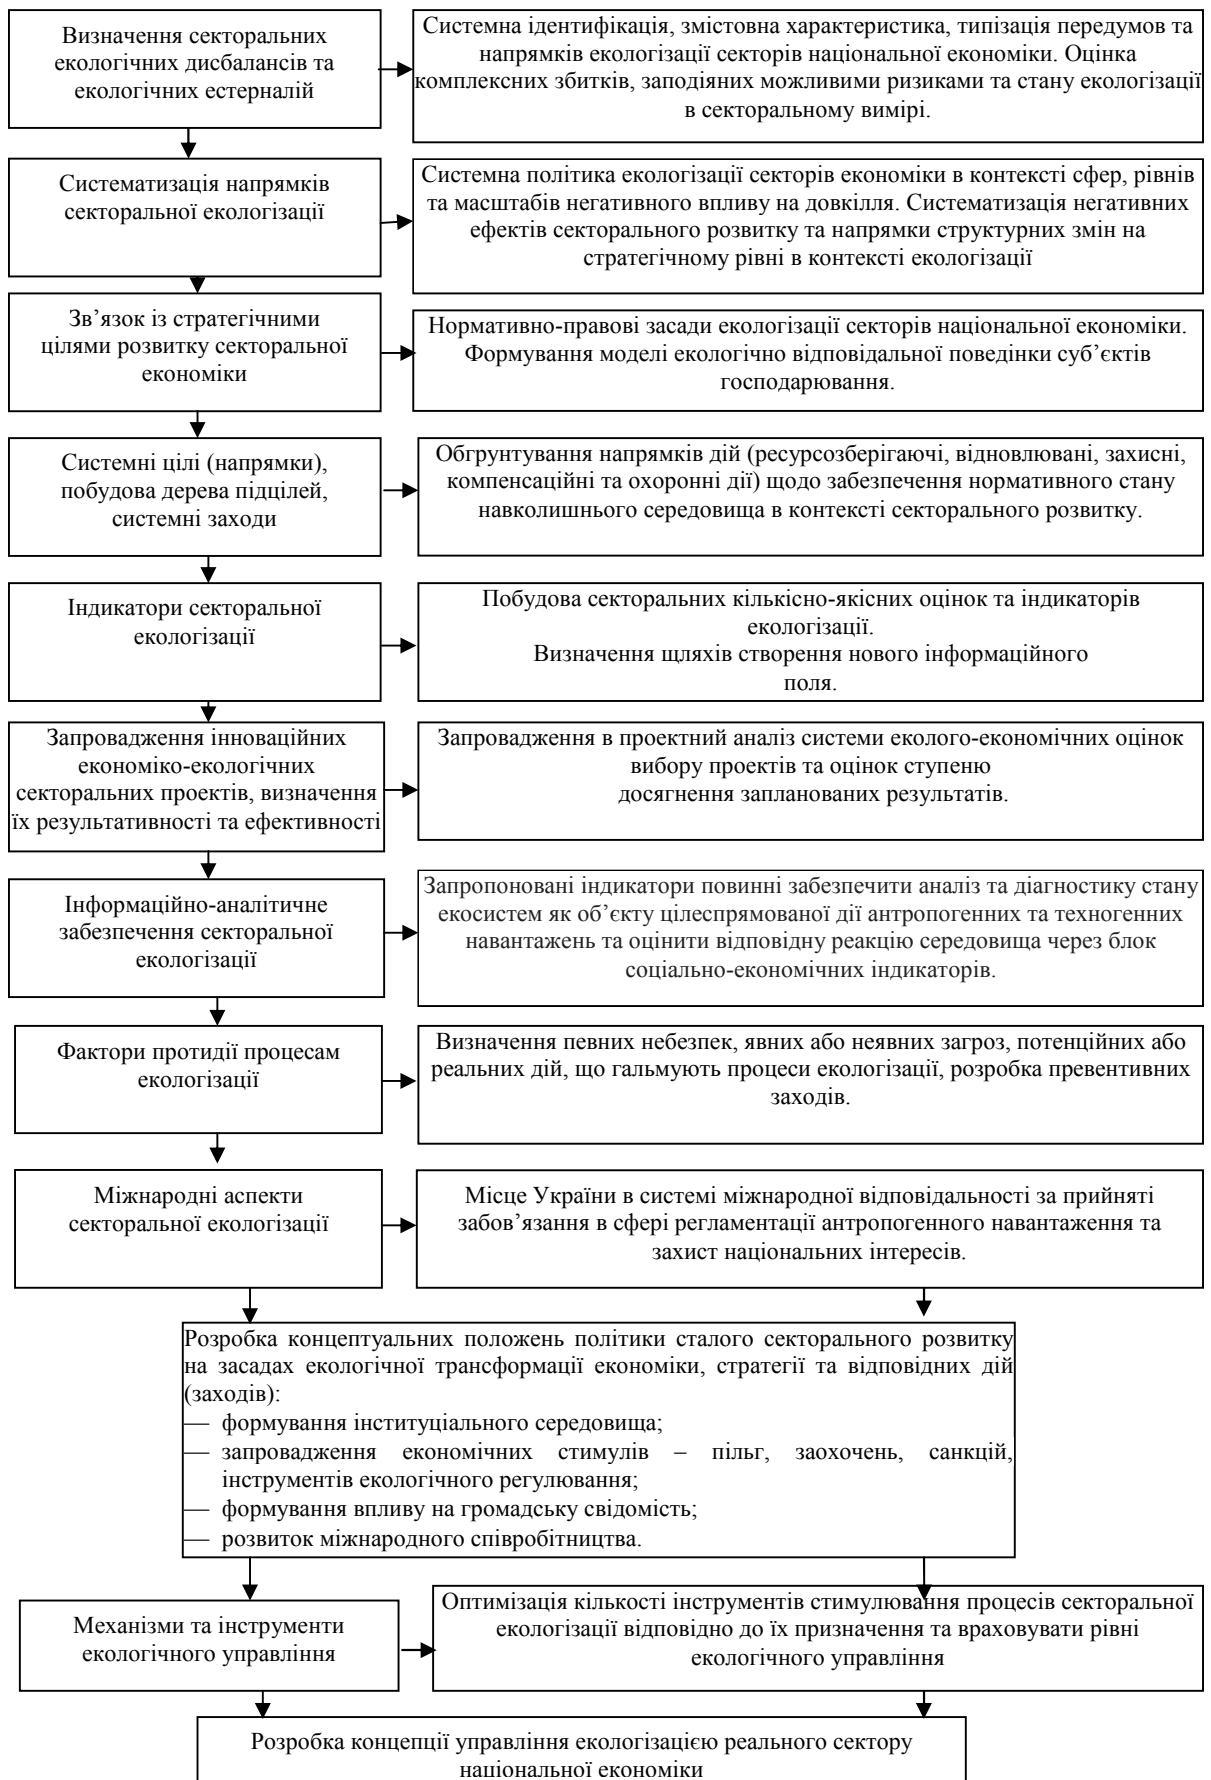 Визначення секторальних
екологічних дисбалансів та
екологічних естерналій
Системна ідентифікація, змістовна характеристика, типізація передумов та
напрямків екологізації секторів національної економіки. Оцінка
комплексних збитків, заподіяних можливими ризиками та стану екологізації
в секторальному вимірі.
Систематизація напрямків
секторальної екологізації
Системна політика екологізації секторів економіки в контексті сфер, рівнів
та масштабів негативного впливу на довкілля. Систематизація негативних
ефектів секторального розвитку та напрямки структурних змін на
стратегічному рівні в контексті екологізації
Зв’язок із стратегічними
цілями розвитку секторальної
економіки
Нормативно-правові засади екологізації секторів національної економіки.
Формування моделі екологічно відповідальної поведінки суб’єктів
господарювання.
Системні цілі (напрямки),
побудова дерева підцілей,
системні заходи
Обгрунтування напрямків дій (ресурсозберігаючі, відновлювані, захисні,
компенсаційні та охоронні дії) щодо забезпечення нормативного стану
навколишнього середовища в контексті секторального розвитку.
Індикатори секторальної
екологізації
Побудова секторальних кількісно-якісних оцінок та індикаторів
екологізації.
Визначення щляхів створення нового інформаційного
поля.
Запровадження інноваційних
економіко-екологічних
секторальних проектів, визначення
їх результативності та ефективності
Запровадження в проектний аналіз системи еколого-економічних оцінок
вибору проектів та оцінок ступеню
досягнення запланованих результатів.
Інформаційно-аналітичне
забезпечення секторальної
екологізації
Запропоновані індикатори повинні забезпечити аналіз та діагностику стану
екосистем як об’єкту цілеспрямованої дії антропогенних та техногенних
навантажень та оцінити відповідну реакцію середовища через блок
соціально-економічних індикаторів.
Фактори протидії процесам
екологізації
Визначення певних небезпек, явних або неявних загроз, потенційних або
реальних дій, що гальмують процеси екологізації, розробка превентивних
заходів.
Міжнародні аспекти
секторальної екологізації
Місце України в системі міжнародної відповідальності за прийняті
забов’язання в сфері регламентації антропогенного навантаження та
захист національних інтересів.
Розробка концептуальних положень політики сталого секторального розвитку
на засадах екологічної трансформації економіки, стратегії та відповідних дій
(заходів):
— формування інституціального середовища;
— запровадження економічних стимулів – пільг, заохочень, санкцій,
інструментів екологічного регулювання;
— формування впливу на громадську свідомість;
— розвиток міжнародного співробітництва.
Механізми та інструменти
екологічного управління
Оптимізація кількості інструментів стимулювання процесів секторальної
екологізації відповідно до їх призначення та враховувати рівні
екологічного управління
Розробка концепції управління екологізацією реального сектору
національної економіки